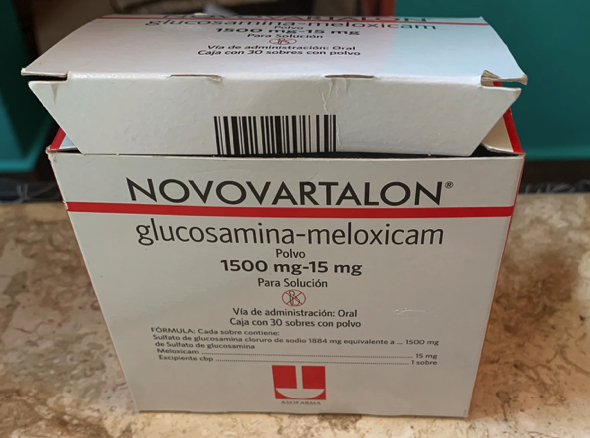 glucosamina-meloxicam
Polvo
1500 mg-15 mg
Para Solución
Vía de administración: Oral
Caja con 30 sobres con polvo
NOVOVARTALON®
glucosamina-meloxicam
Polvo
1500 mg-15 mg
Para Solución
Vía de administración: Oral
Caja con 30 sobres con polvo
FÓRMULA: Cada sobre contiene:
Sulfato de glucosamina cloruro de sodio 1884 mg equivalente a ... 1500 mg
de Sulfato de glucosamina
Meloxicam ........ 15 mg
Excipiente cbp ........ 1 sobre
ASOFARMA